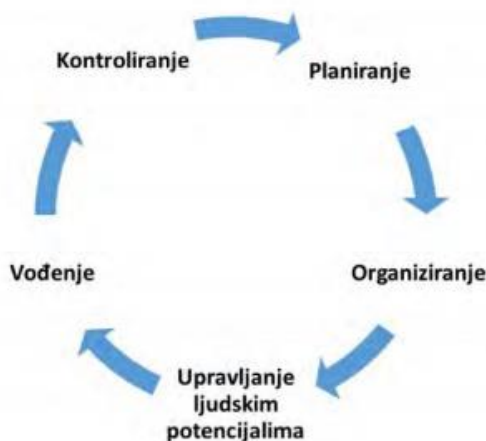 Kontroliranje
Planiranje
Organiziranje
Upravljanje
ljudskim
potencijalima
Vođenje